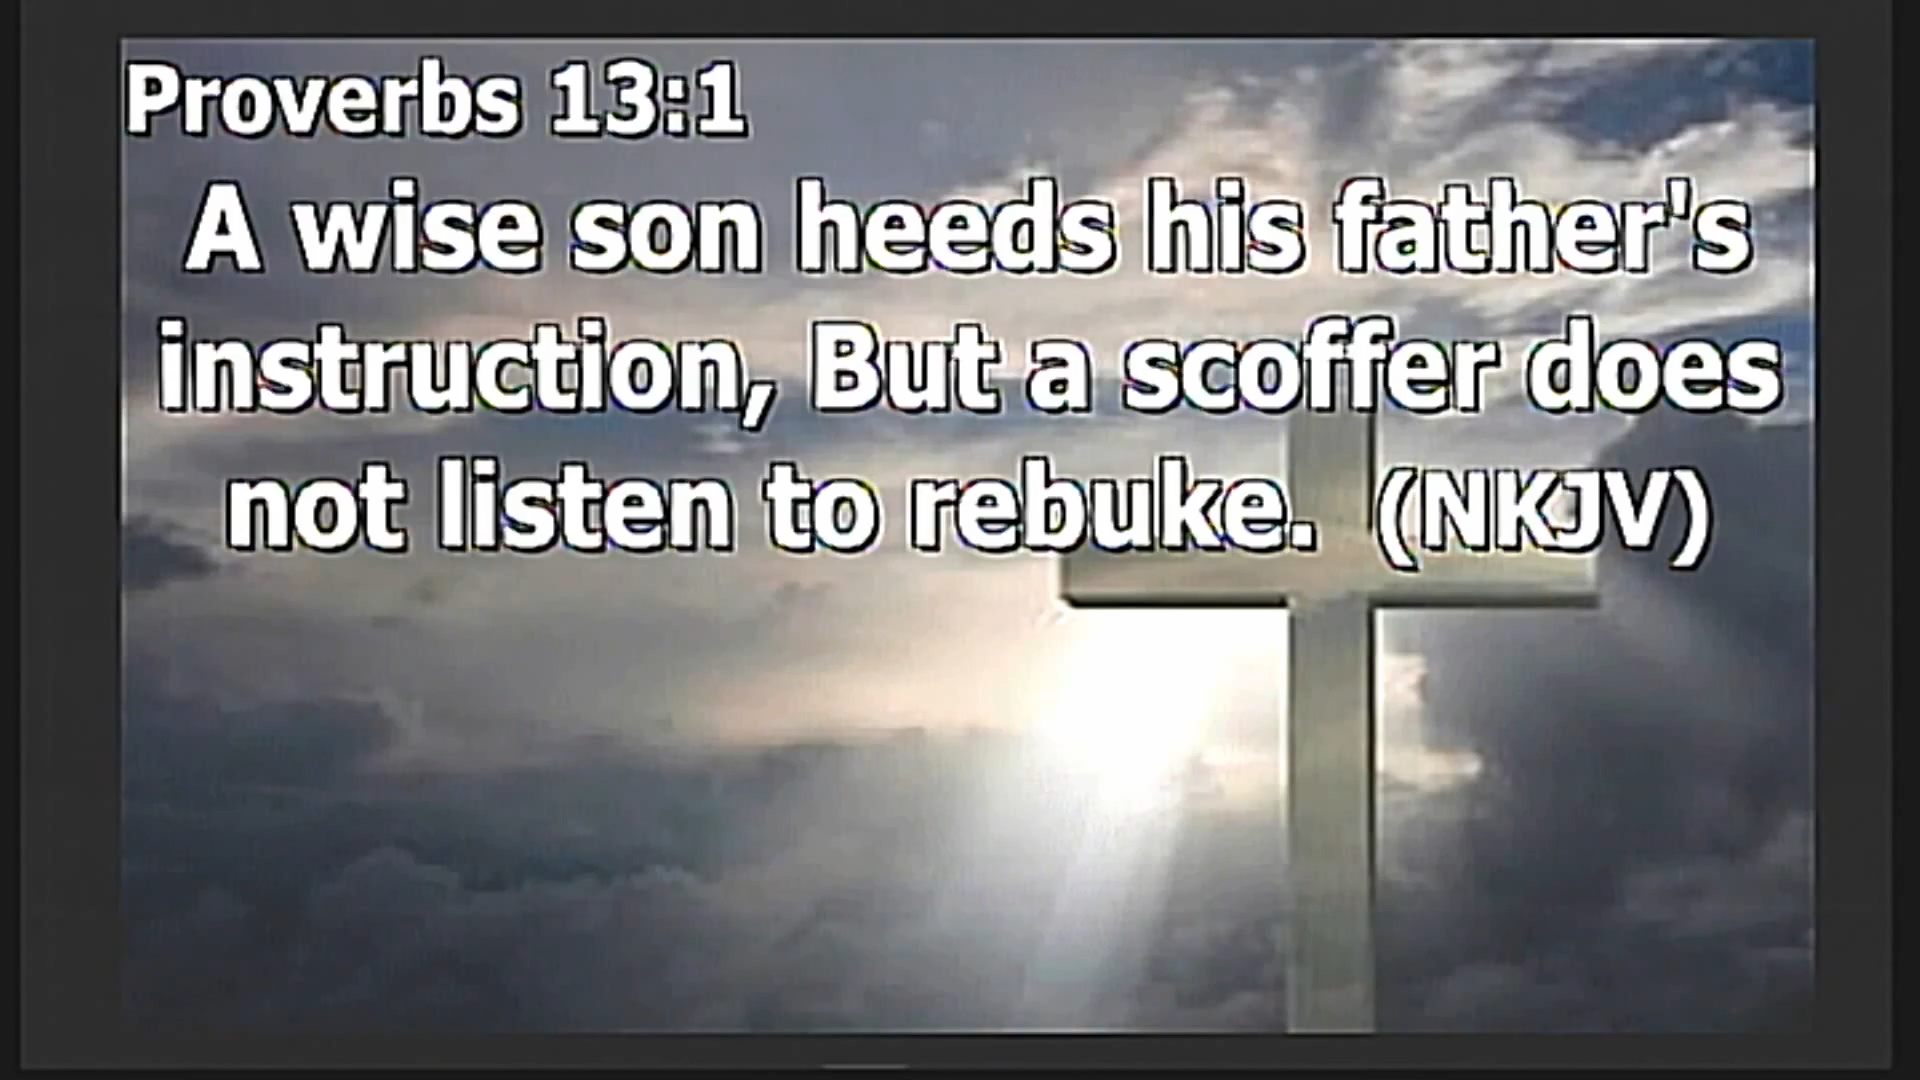 Proverbs 13:1
A wise son heeds his father's
instruction, But a scoffer does
not listen to rebuke. (NKJV)